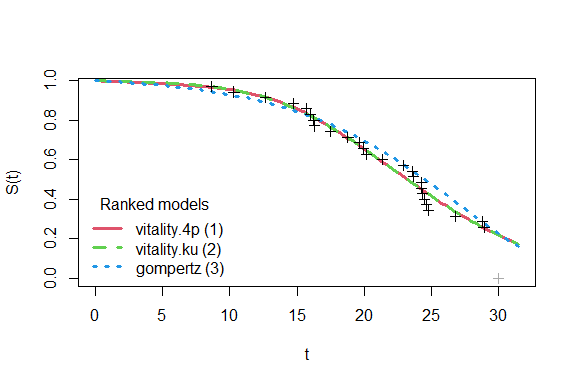 S(t)
1.0
0.8
0.6
0.4
0.2
0.0
Ranked models
vitality.4p (1)
vitality.ku (2)
gompertz (3)
0 5 10 15 20 25 30
t